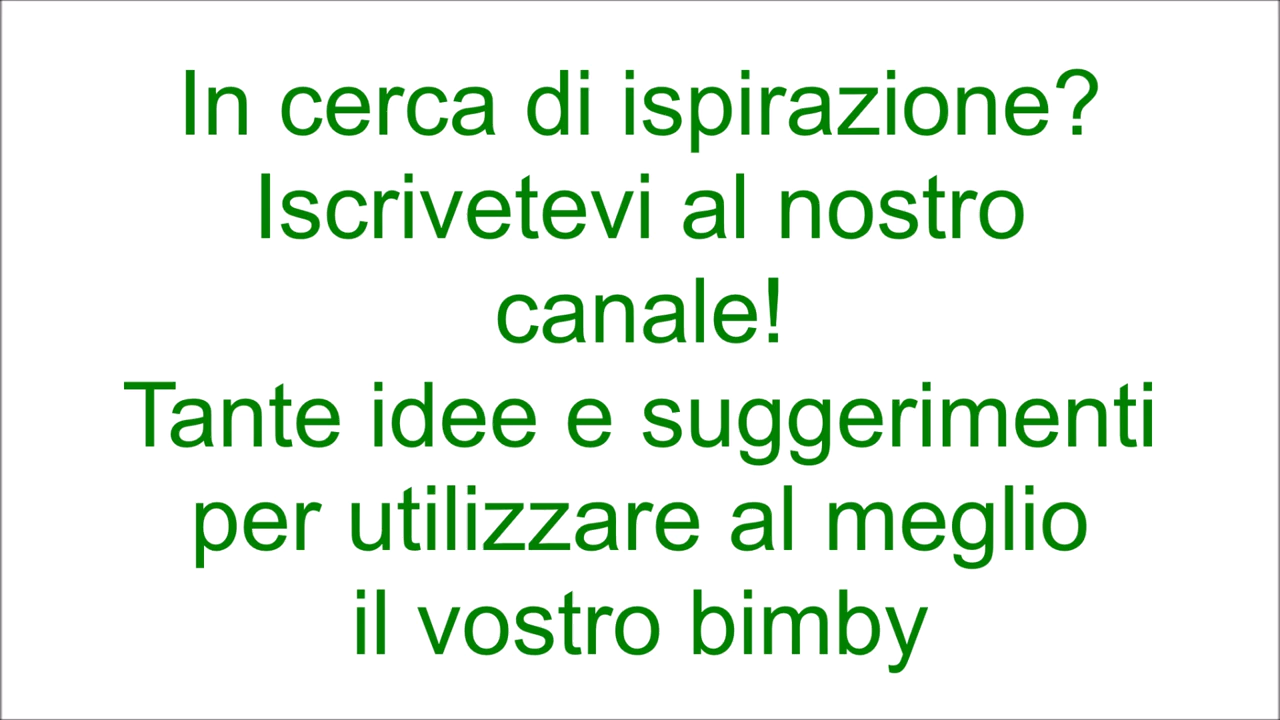 In cerca di ispirazione?
Iscrivetevi al nostro
canale!
Tante idee e suggerimenti
per utilizzare al meglio
il vostro bimby